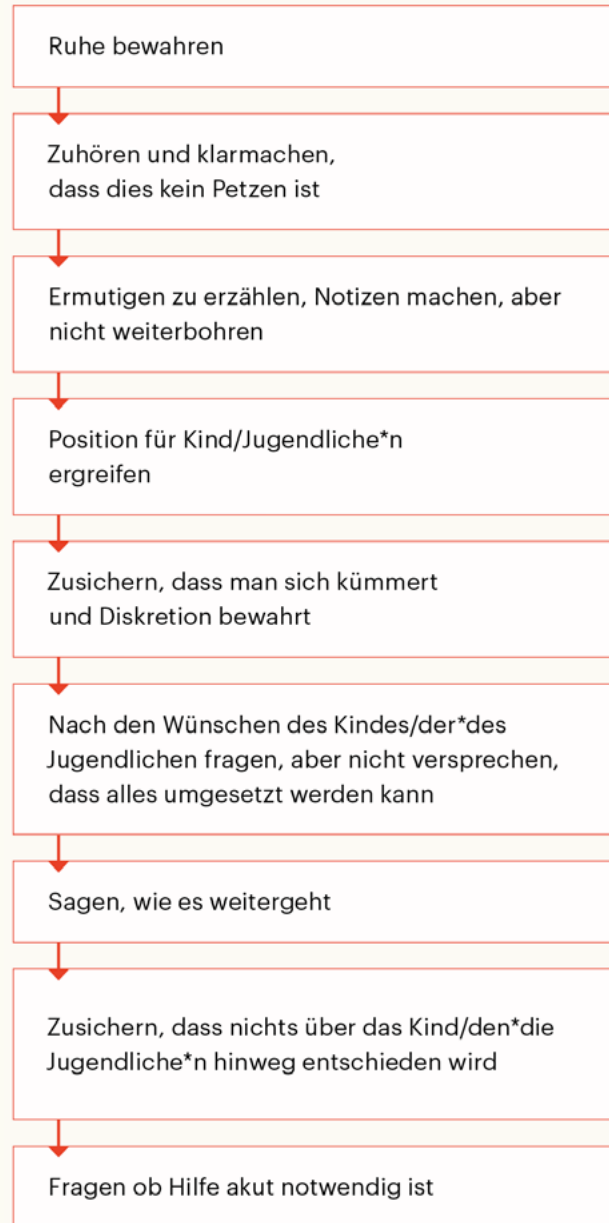 Ruhe bewahren
Zuhören und klarmachen,
dass dies kein Petzen ist
Ermutigen zu erzählen, Notizen machen, aber
nicht weiterbohren
Position für Kind/Jugendliche*n
ergreifen
Zusichern, dass man sich kümmert
und Diskretion bewahrt
Nach den Wünschen des Kindes/der*des
Jugendlichen fragen, aber nicht versprechen,
dass alles umgesetzt werden kann
Sagen, wie es weitergeht
Zusichern, dass nichts über das Kind/den*die
Jugendliche*n hinweg entschieden wird
Fragen ob Hilfe akut notwendig ist